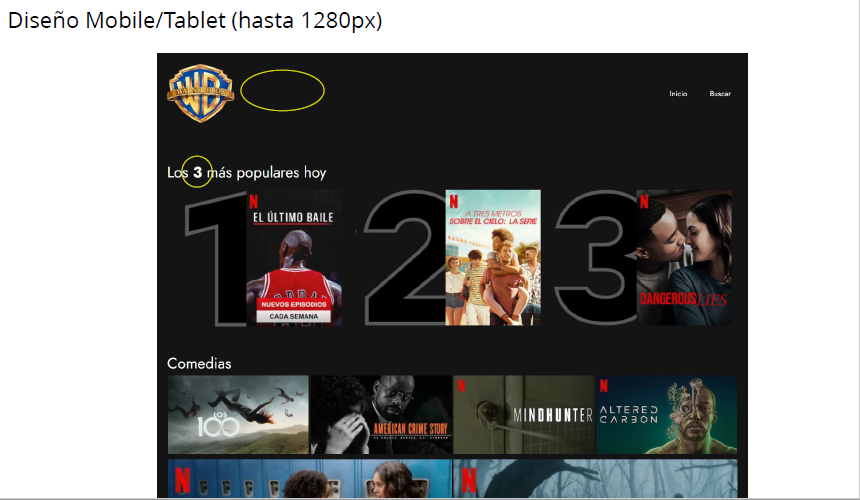 Diseño Mobile/Tablet (hasta 1280px)
WB
Inicio Buscar
Los 3 más populares hoy
1 2 3
N
EL ÚLTIMO BAILE
NUEVOS EPISODIOS
CADA SEMANA
N
A TRES METROS
SOBRE EL CIELO: LA SERIE
N
DANGEROUS LIES
Comedias
LOS
100
AMERICAN CRIME STORY
N
MINDHUNTER
N
ALTERED
CARBON
N
N